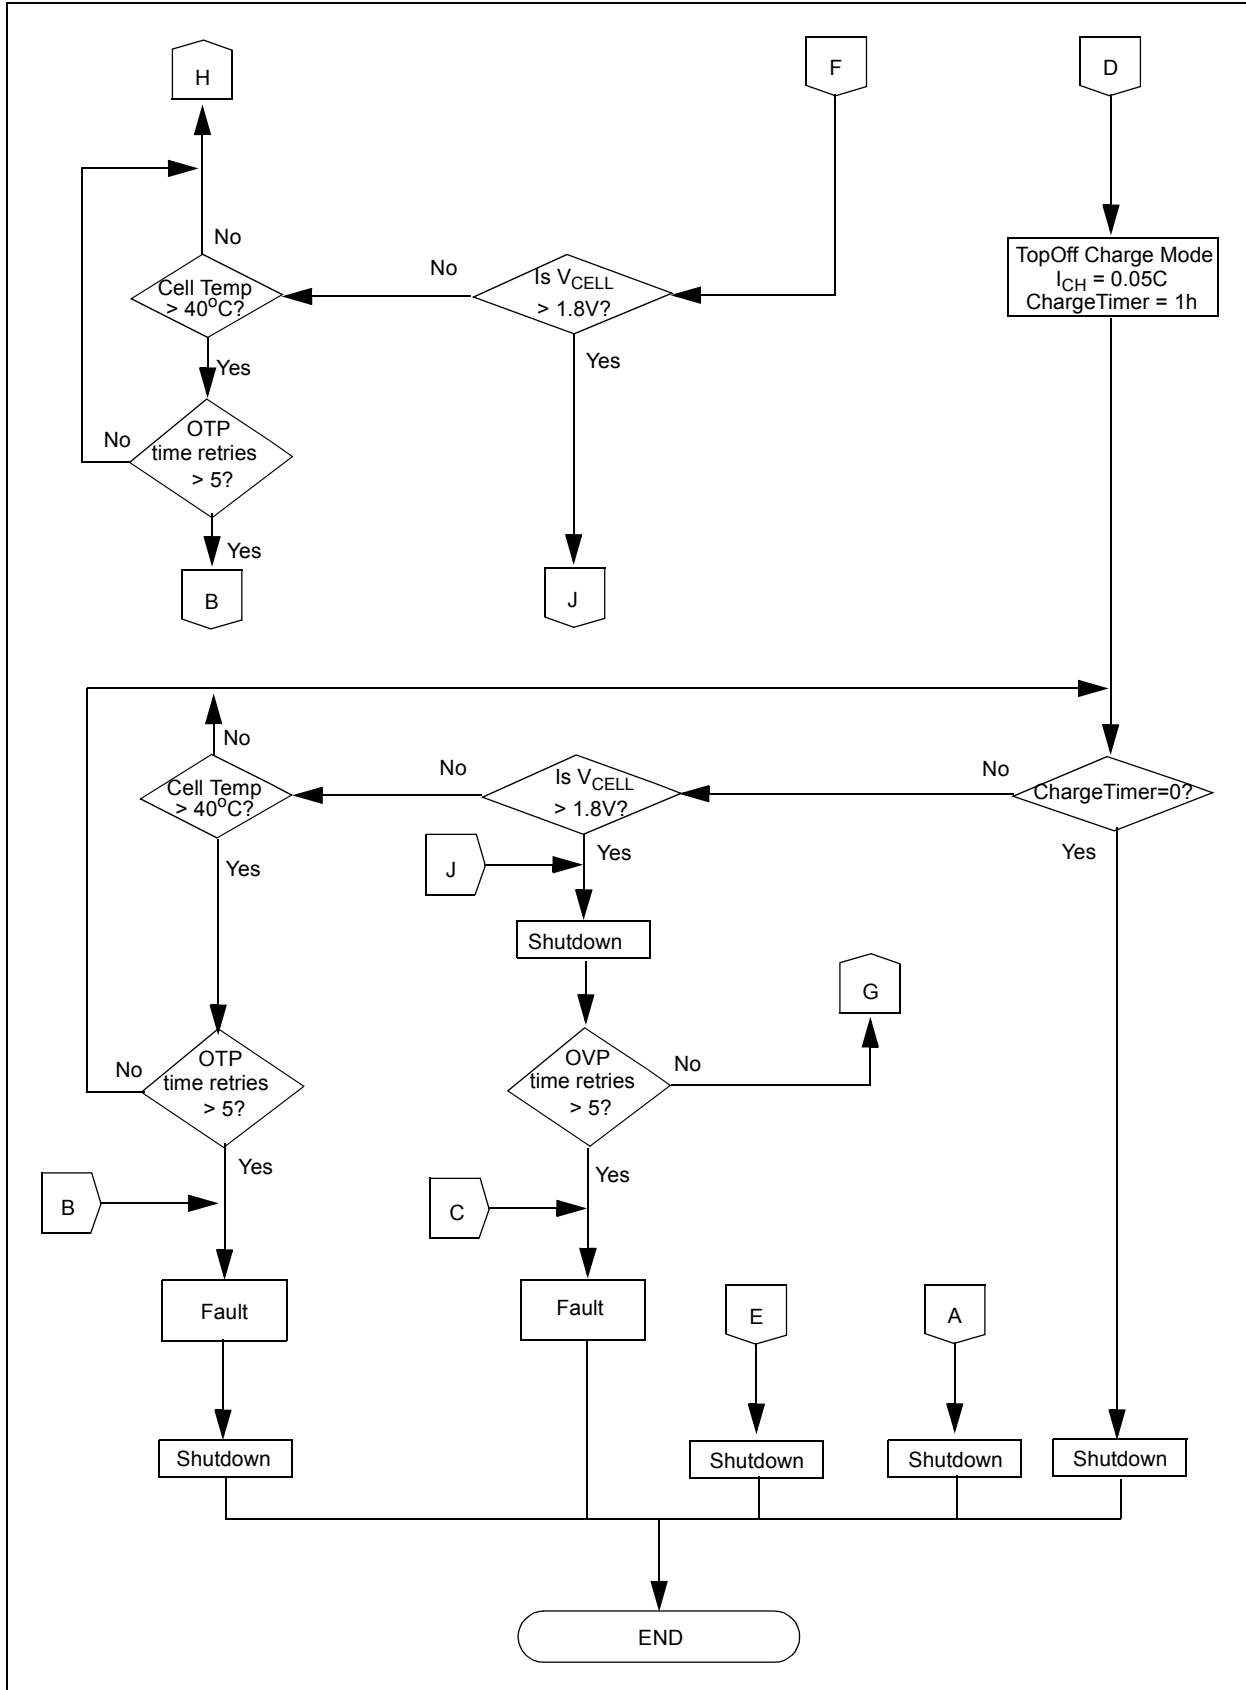 H
F
D
No
No
Cell Temp
> 40°C?
Is V_CELL
> 1.8V?
TopOff Charge Mode
I_CH = 0.05C
ChargeTimer = 1h
Yes
Yes
No
OTP
time retries
> 5?
Yes
B
J
No
No
No
Cell Temp
> 40°C?
Is V_CELL
> 1.8V?
ChargeTimer=0?
Yes
Yes
Yes
J
Shutdown
G
No
OTP
time retries
> 5?
OVP
time retries
> 5?
No
Yes
Yes
B
C
Fault
Fault
E
A
Shutdown
Shutdown
Shutdown
Shutdown
END